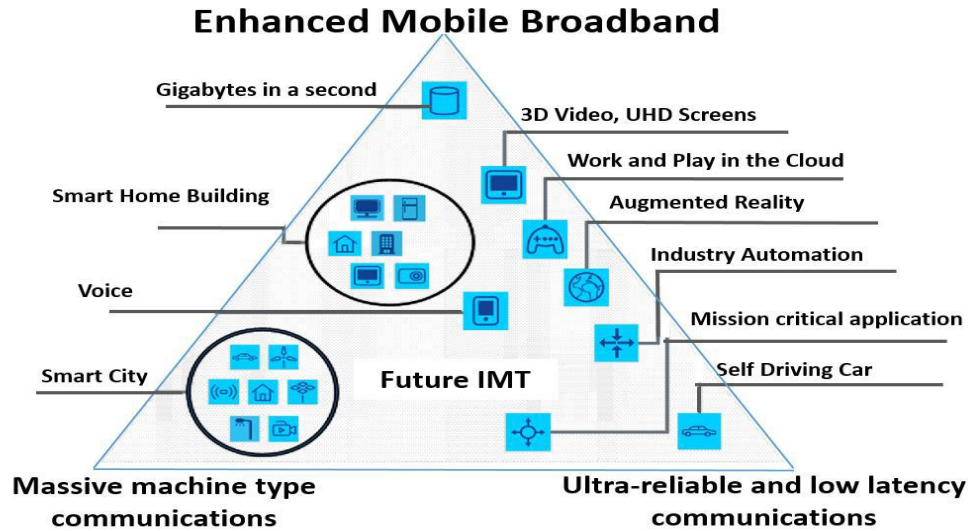 Enhanced Mobile Broadband
Gigabytes in a second
3D Video, UHD Screens
Work and Play in the Cloud
Smart Home Building
Augmented Reality
Industry Automation
Voice
Mission critical application
Smart City
Future IMT
Self Driving Car
Massive machine type
communications
Ultra-reliable and low latency
communications